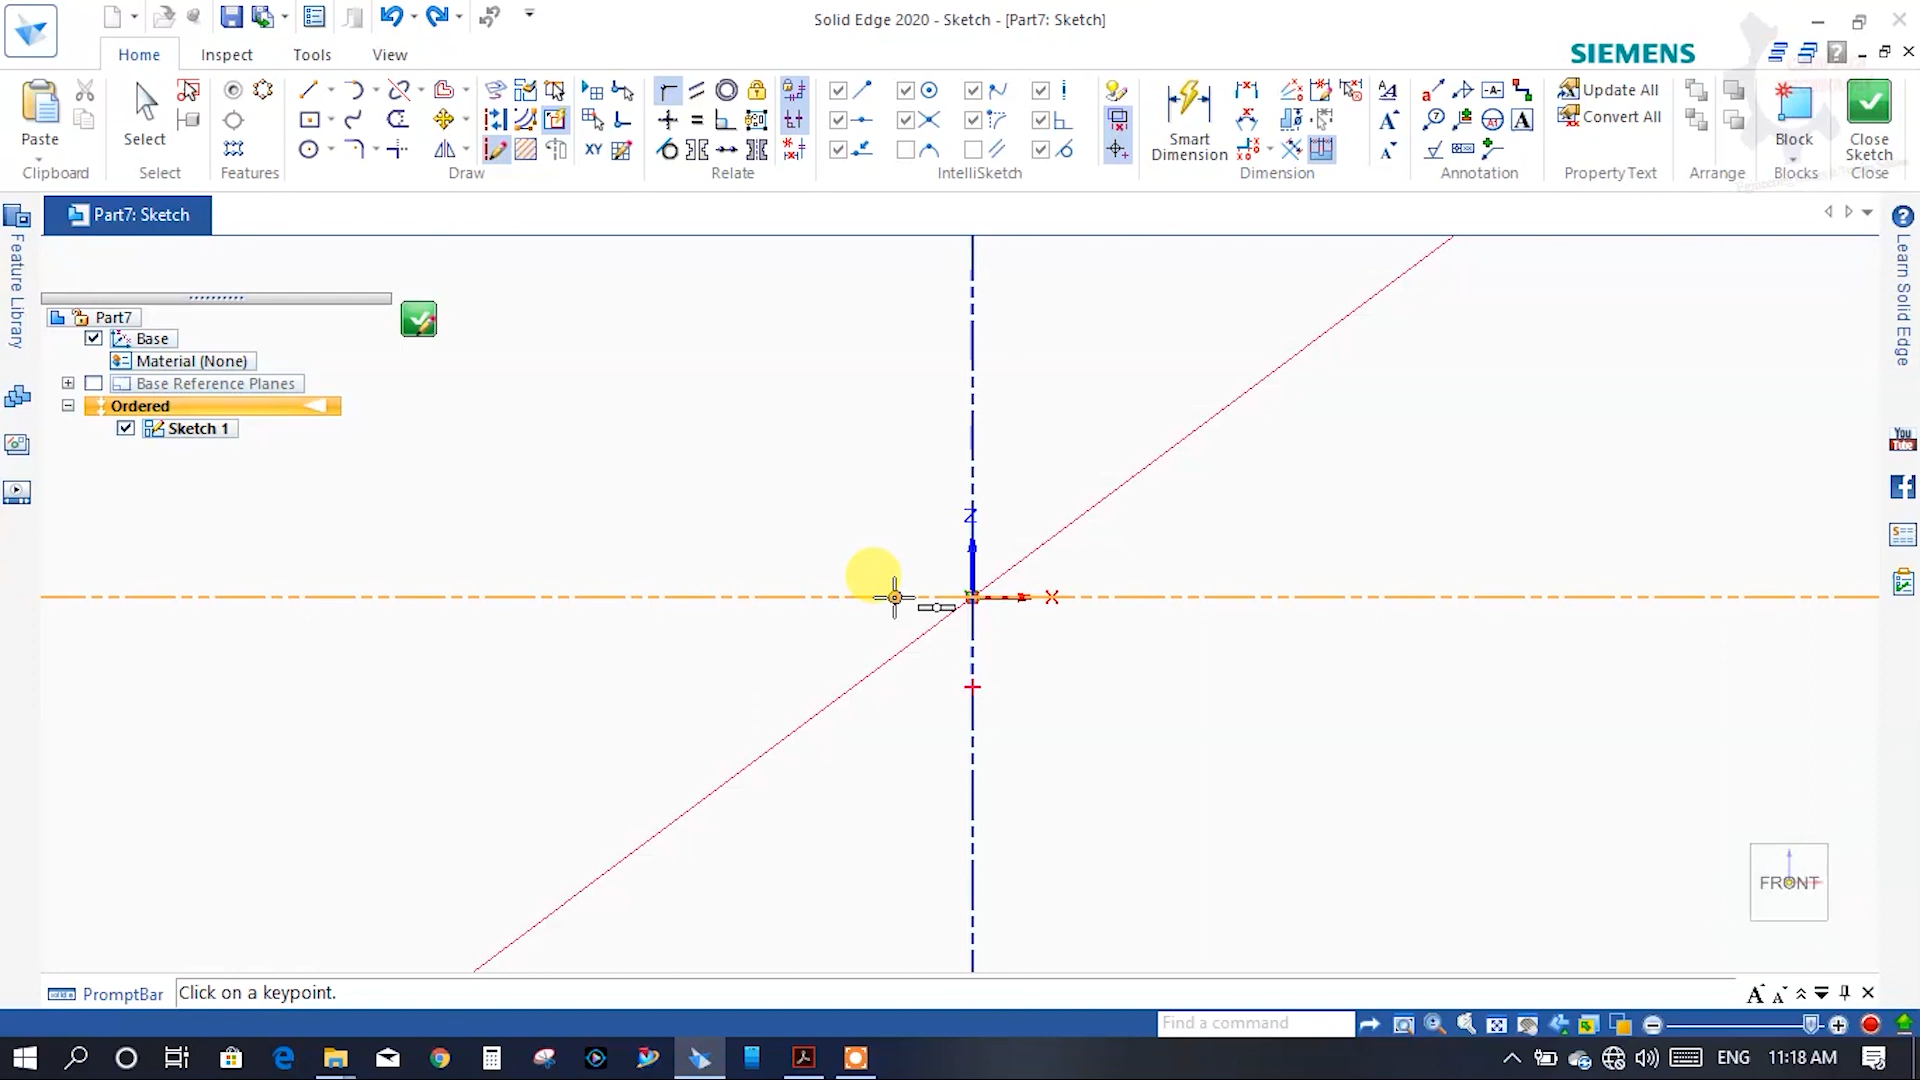 Solid Edge 2020 - Sketch - [Part7: Sketch]
Home Inspect Tools View
SIEMENS
Paste
Clipboard
Select
Select
Features
Draw
Relate
IntelliSketch
Smart Dimension
Dimension
Annotation
Update All
Convert All
Property Text
Arrange
Block
Blocks
Close Sketch
Close
Part7: Sketch
Feature Library
Learn Solid Edge
Part7
Base
Material (None)
Base Reference Planes
Ordered
Sketch 1
Z
X
FRONT
You Tube
PromptBar Click on a keypoint.
Find a command
ENG 11:18 AM